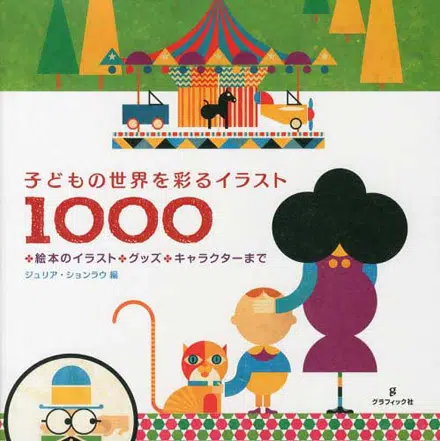 子どもの世界を彩るイラスト
1000
✤絵本のイラスト✤グッズ✤キャラクターまで
ジュリア・ションラウ 編
g
グラフィック社